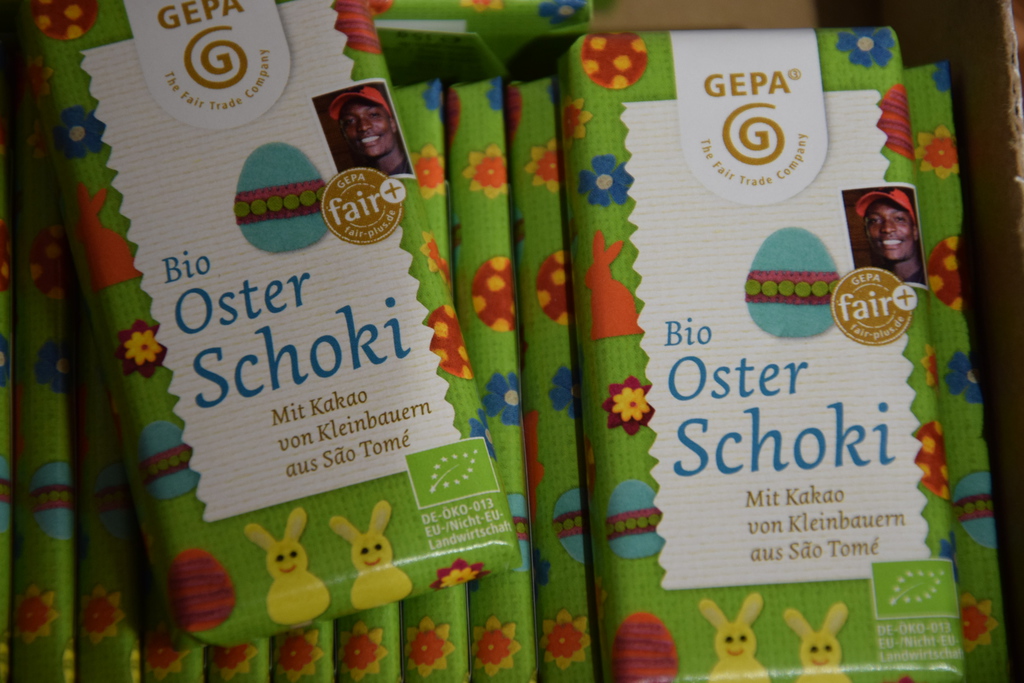 GEPA
The Fair Trade Company
GEPA
fair+
fair-plus.de
Bio
Oster
Schoki
Mit Kakao
von Kleinbauern
aus São Tomé
DE-ÖKO-013
EU-/Nicht-EU-
Landwirtschaft
GEPA®
The Fair Trade Company
GEPA
fair+
fair-plus.de
Bio
Oster
Schoki
Mit Kakao
von Kleinbauern
aus São Tomé
DE-ÖKO-013
EU-/Nicht-EU-
Landwirtschaft